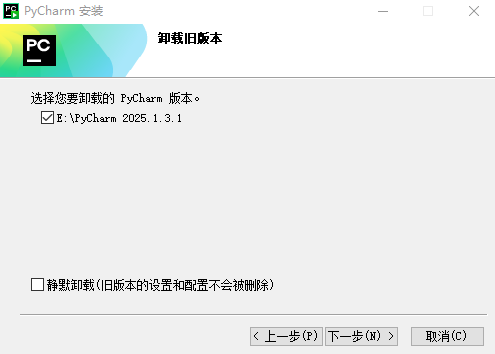 PyCharm 安装
PC
卸载旧版本
选择您要卸载的 PyCharm 版本。
E:\PyCharm 2025.1.3.1
静默卸载(旧版本的设置和配置不会被删除)
< 上一步(P) 下一步(N) > 取消(C)